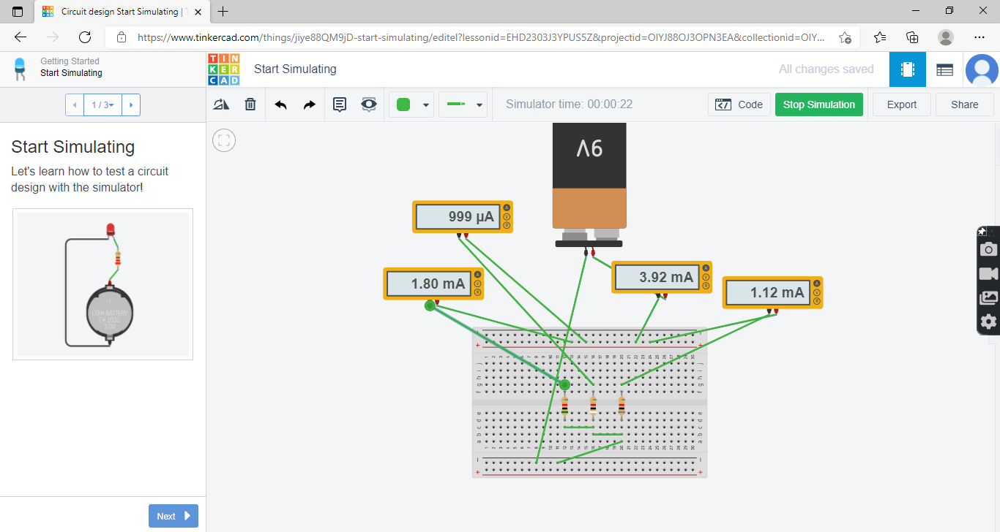 Circuit design Start Simulating |
https://www.tinkercad.com/things/jiye88QM9jD-start-simulating/editel?lessonid=EHD2303J3YPUS5Z&projectid=OIYJ88OJ3OPN3EA&collectionid=OIY...
Getting Started
Start Simulating
TIN
KER
CAD
Start Simulating
All changes saved
1 / 3
Simulator time: 00:00:22
Code
Stop Simulation
Export
Share
Start Simulating
Let's learn how to test a circuit
design with the simulator!
COIN BATTERY
CR 2032
3.0V
Next
9V
999 µA
A
V
R
1.80 mA
A
V
R
3.92 mA
A
V
R
1.12 mA
A
V
R